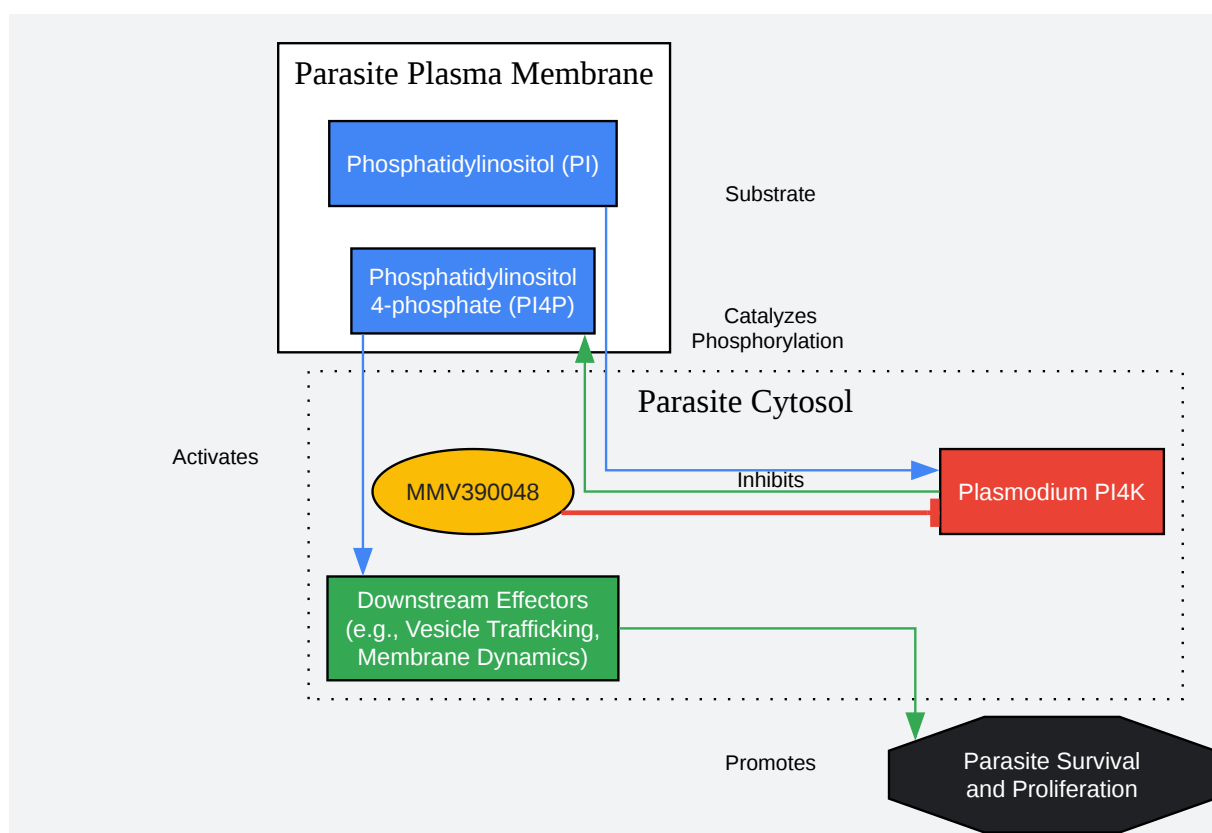 Parasite Plasma Membrane
Phosphatidylinositol (PI)
Substrate
Phosphatidylinositol
4-phosphate (PI4P)
Catalyzes
Phosphorylation
Parasite Cytosol
Activates
MMV390048
Inhibits
Plasmodium PI4K
Downstream Effectors
(e.g., Vesicle Trafficking,
Membrane Dynamics)
Promotes
Parasite Survival
and Proliferation